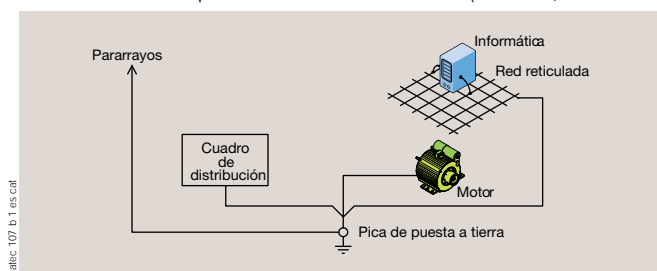 Pararrayos
Informática
Red reticulada
Cuadro
de
distribución
Motor
Pica de puesta a tierra
atec 107 b 1 es cat